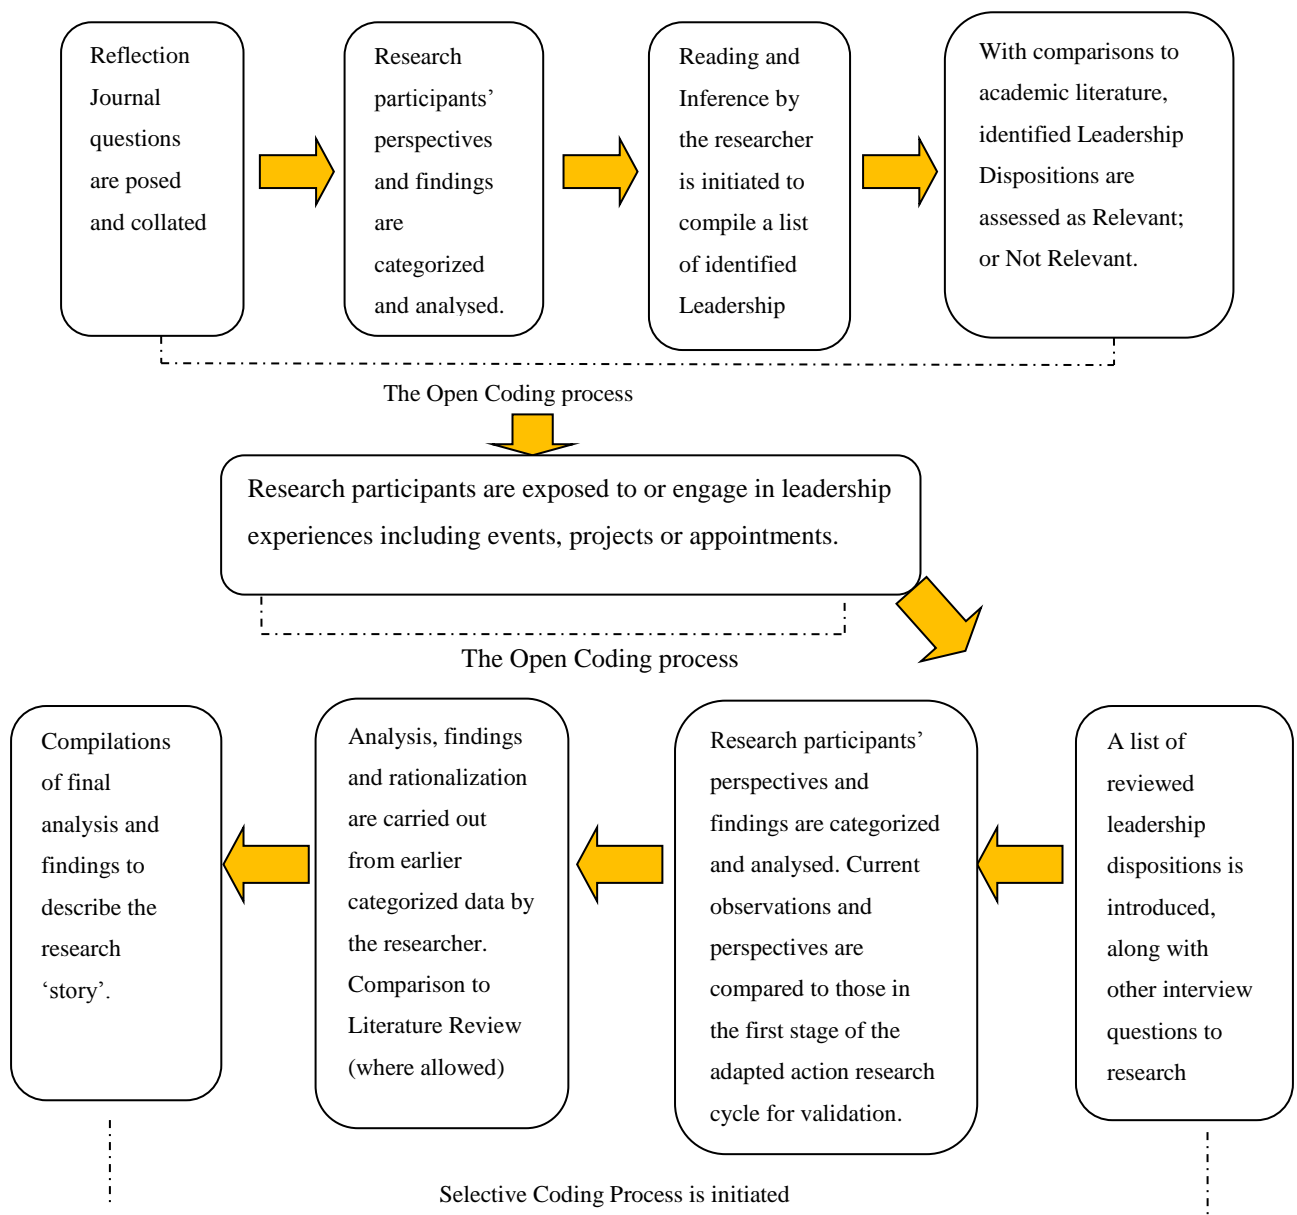 Reflection
Journal
questions
are posed
and collated
Research
participants’
perspectives
and findings
are
categorized
and analysed.
Reading and
Inference by
the researcher
is initiated to
compile a list
of identified
Leadership
With comparisons to
academic literature,
identified Leadership
Dispositions are
assessed as Relevant;
or Not Relevant.
The Open Coding process
Research participants are exposed to or engage in leadership
experiences including events, projects or appointments.
The Open Coding process
Compilations
of final
analysis and
findings to
describe the
research
‘story’.
Analysis, findings
and rationalization
are carried out
from earlier
categorized data by
the researcher.
Comparison to
Literature Review
(where allowed)
Research participants’
perspectives and
findings are categorized
and analysed. Current
observations and
perspectives are
compared to those in
the first stage of the
adapted action research
cycle for validation.
A list of
reviewed
leadership
dispositions is
introduced,
along with
other interview
questions to
research
Selective Coding Process is initiated